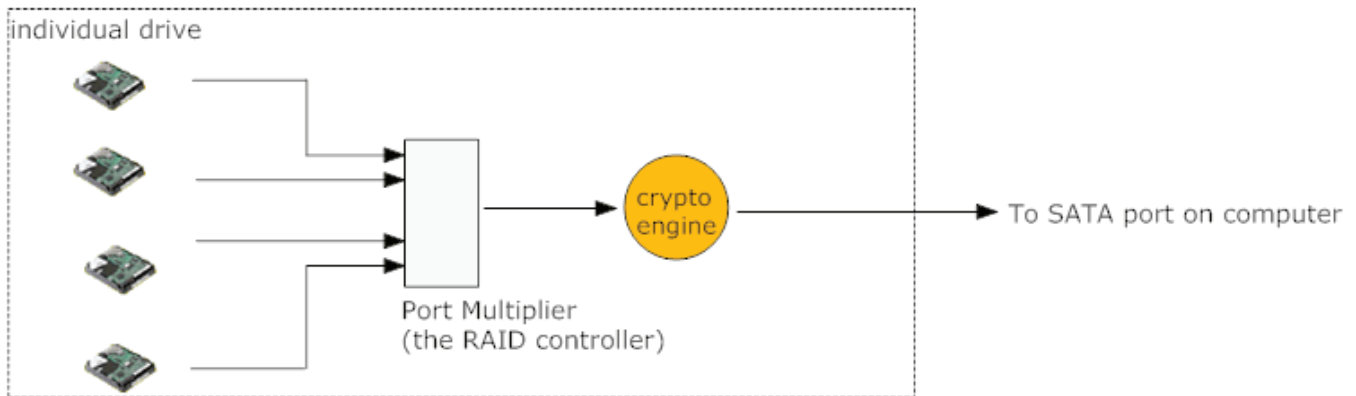 individual drive
crypto
engine
To SATA port on computer
Port Multiplier
(the RAID controller)